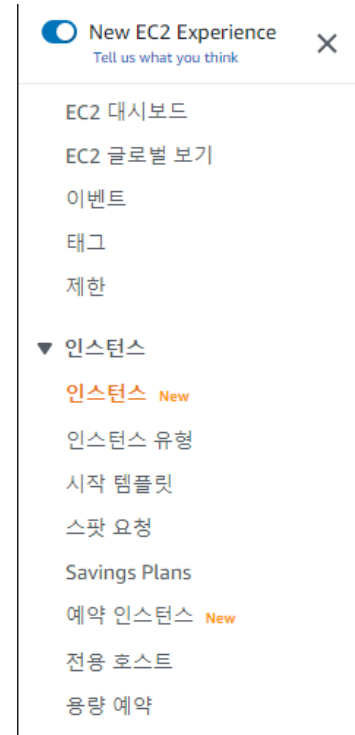 New EC2 Experience
Tell us what you think
EC2 대시보드
EC2 글로벌 보기
이벤트
태그
제한
인스턴스
인스턴스 New
인스턴스 유형
시작 템플릿
스팟 요청
Savings Plans
예약 인스턴스 New
전용 호스트
용량 예약